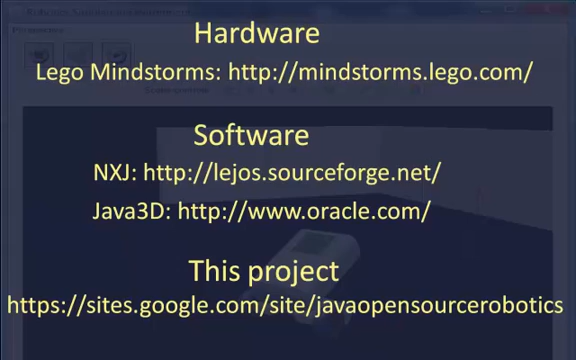 Hardware
Lego Mindstorms: http://mindstorms.lego.com/
Software
NXJ: http://lejos.sourceforge.net/
Java3D: http://www.oracle.com/
This project
https://sites.google.com/site/javaopensourcerobotics